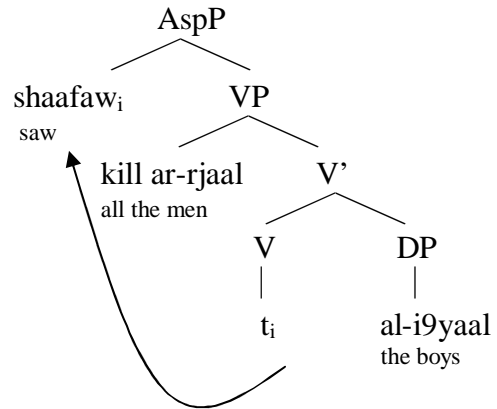 AspP
shaafawᵢ VP
saw
kill ar-rjaal V’
all the men
V DP
tᵢ al-i9yaal
the boys